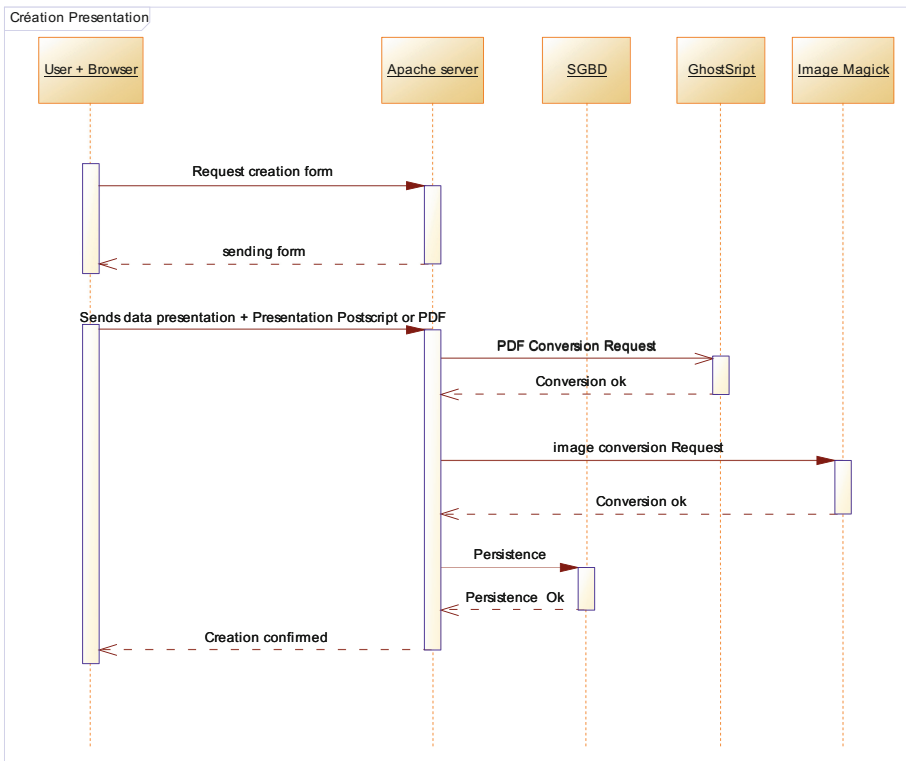 Création Presentation
User + Browser
Apache server
SGBD
GhostSript
Image Magick
Request creation form
sending form
Sends data presentation + Presentation Postscript or PDF
PDF Conversion Request
Conversion ok
image conversion Request
Conversion ok
Persistence
Persistence Ok
Creation confirmed